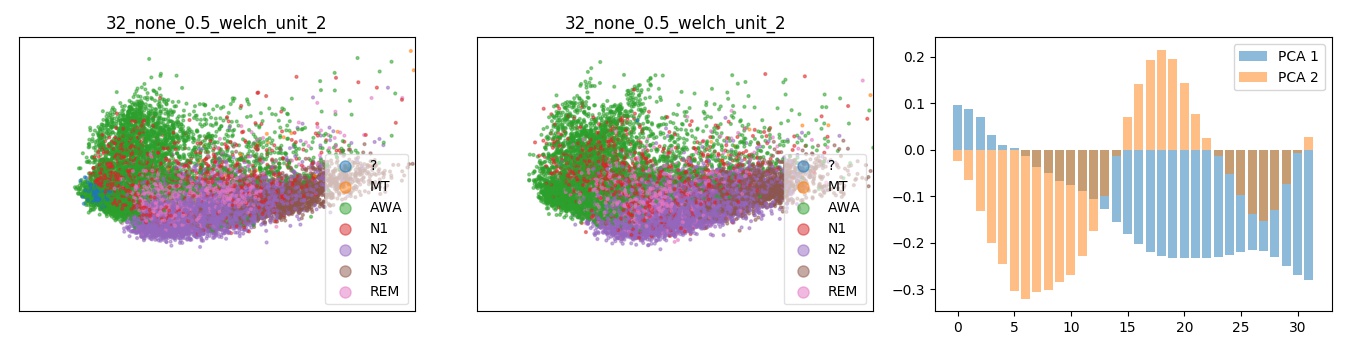 32_none_0.5_welch_unit_2
?
MT
AWA
N1
N2
N3
REM
32_none_0.5_welch_unit_2
?
MT
AWA
N1
N2
N3
REM
PCA 1
PCA 2
0.2
0.1
0.0
−0.1
−0.2
−0.3
0 5 10 15 20 25 30